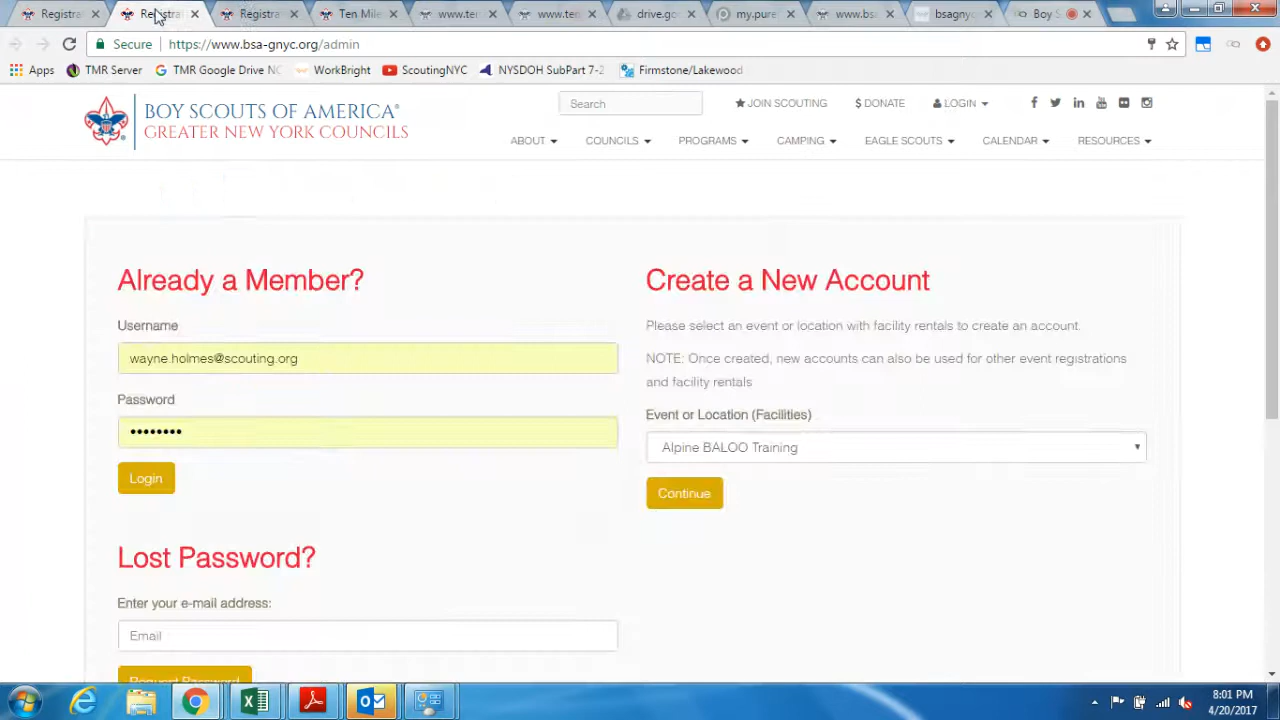 Registra
Registra
Registra
Ten Mile
www.te
www.te
drive.go
my.pure
www.bs
bsagny
Boy S
Secure
https://www.bsa-gnyc.org/admin
Apps
TMR Server
TMR Google Drive NC
WorkBright
ScoutingNYC
NYSDOH SubPart 7-2
Firmstone/Lakewood
BOY SCOUTS OF AMERICA®
GREATER NEW YORK COUNCILS
Search
JOIN SCOUTING
$ DONATE
LOGIN
ABOUT
COUNCILS
PROGRAMS
CAMPING
EAGLE SCOUTS
CALENDAR
RESOURCES
Already a Member?
Username
wayne.holmes@scouting.org
Password
••••••••
Login
Lost Password?
Enter your e-mail address:
Email
Request Password
Create a New Account
Please select an event or location with facility rentals to create an account.
NOTE: Once created, new accounts can also be used for other event registrations
and facility rentals
Event or Location (Facilities)
Alpine BALOO Training
Continue
8:01 PM
4/20/2017